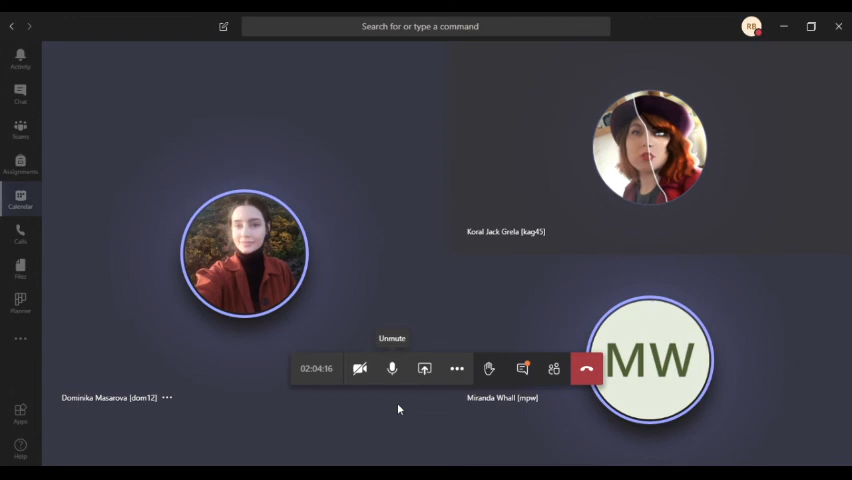 Search for or type a command
RB
Activity
Chat
Teams
Assignments
Calendar
Calls
Files
Planner
Apps
Help
Koral Jack Grela [kag45]
Unmute
02:04:16
MW
Dominika Masarova [dom12]
Miranda Whall [mpw]